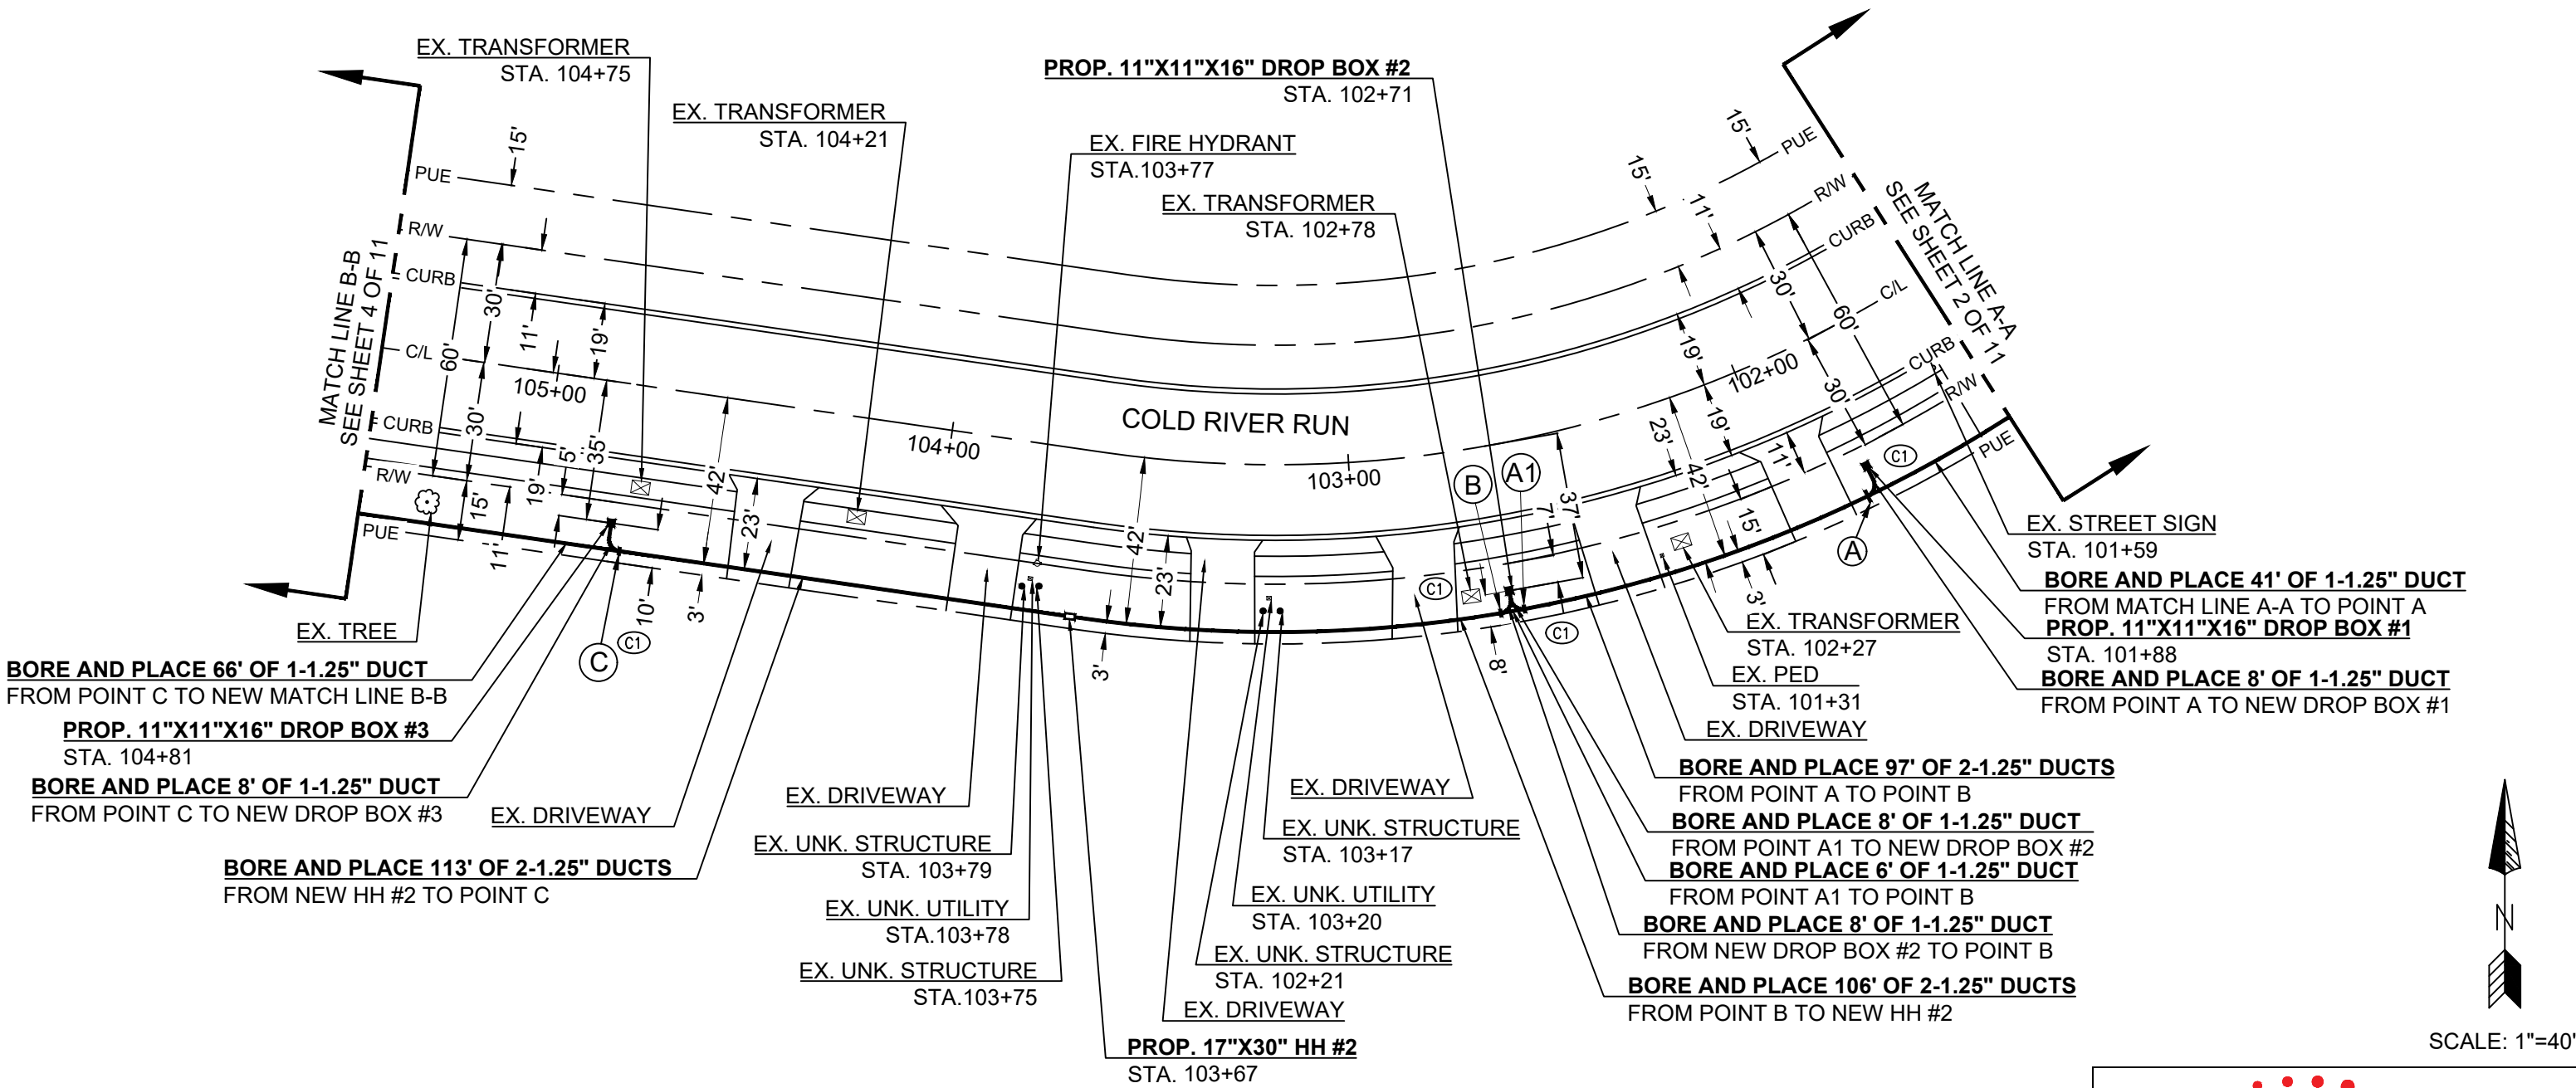 EX. TRANSFORMER
STA. 104+75
EX. TRANSFORMER
STA. 104+21
PROP. 11"X11"X16" DROP BOX #2
STA. 102+71
EX. FIRE HYDRANT
STA.103+77
EX. TRANSFORMER
STA. 102+78
15'
PUE
R/W
CURB
C/L
CURB
R/W
PUE
MATCH LINE B-B
SEE SHEET 4 OF 11
60'
30'
30'
11'
19'
105+00
5'
35'
19'
15'
11'
42'
23'
10'
3'
104+00
COLD RIVER RUN
103+00
42'
23'
3'
B
A1
37'
7'
8'
15'
15'
PUE
11'
R/W
CURB
30'
60'
C/L
19'
102+00
30'
CURB
R/W
19'
23'
42'
11'
15'
3'
PUE
MATCH LINE A-A
SEE SHEET 2 OF 11
C1
C1
C1
C1
A
C
EX. TREE
BORE AND PLACE 66' OF 1-1.25" DUCT
FROM POINT C TO NEW MATCH LINE B-B
PROP. 11"X11"X16" DROP BOX #3
STA. 104+81
BORE AND PLACE 8' OF 1-1.25" DUCT
FROM POINT C TO NEW DROP BOX #3
EX. DRIVEWAY
BORE AND PLACE 113' OF 2-1.25" DUCTS
FROM NEW HH #2 TO POINT C
EX. DRIVEWAY
EX. UNK. STRUCTURE
STA. 103+79
EX. UNK. UTILITY
STA.103+78
EX. UNK. STRUCTURE
STA.103+75
EX. DRIVEWAY
EX. UNK. STRUCTURE
STA. 103+17
EX. UNK. UTILITY
STA. 103+20
EX. UNK. STRUCTURE
STA. 102+21
EX. DRIVEWAY
PROP. 17"X30" HH #2
STA. 103+67
EX. STREET SIGN
STA. 101+59
BORE AND PLACE 41' OF 1-1.25" DUCT
FROM MATCH LINE A-A TO POINT A
PROP. 11"X11"X16" DROP BOX #1
STA. 101+88
BORE AND PLACE 8' OF 1-1.25" DUCT
FROM POINT A TO NEW DROP BOX #1
EX. TRANSFORMER
STA. 102+27
EX. PED
STA. 101+31
EX. DRIVEWAY
BORE AND PLACE 97' OF 2-1.25" DUCTS
FROM POINT A TO POINT B
BORE AND PLACE 8' OF 1-1.25" DUCT
FROM POINT A1 TO NEW DROP BOX #2
BORE AND PLACE 6' OF 1-1.25" DUCT
FROM POINT A1 TO POINT B
BORE AND PLACE 8' OF 1-1.25" DUCT
FROM NEW DROP BOX #2 TO POINT B
BORE AND PLACE 106' OF 2-1.25" DUCTS
FROM POINT B TO NEW HH #2
N
SCALE: 1"=40'